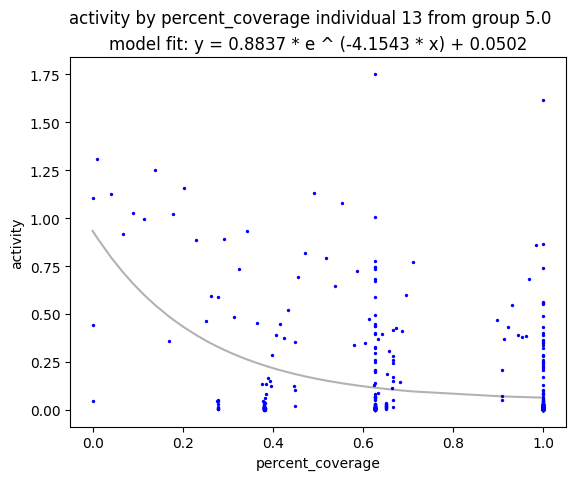 activity by percent_coverage individual 13 from group 5.0
model fit: y = 0.8837 * e ^ (-4.1543 * x) + 0.0502
1.75
1.50
1.25
1.00
0.75
0.50
0.25
0.00
activity
0.0 0.2 0.4 0.6 0.8 1.0
percent_coverage